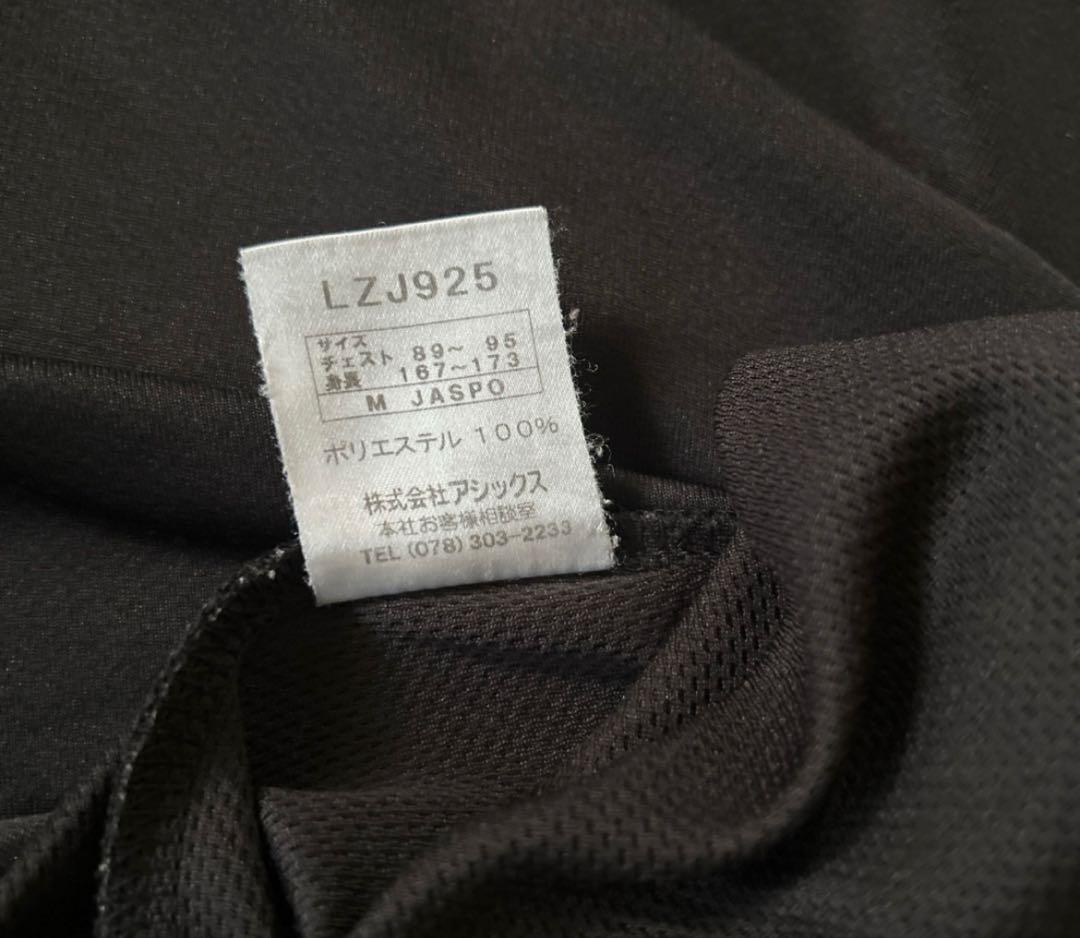 LZJ925
サイズ
チェスト 89～ 95
身長 167～173
M JASPO
ポリエステル 100%
株式会社アシックス
本社お客様相談室
TEL (078) 303-2233